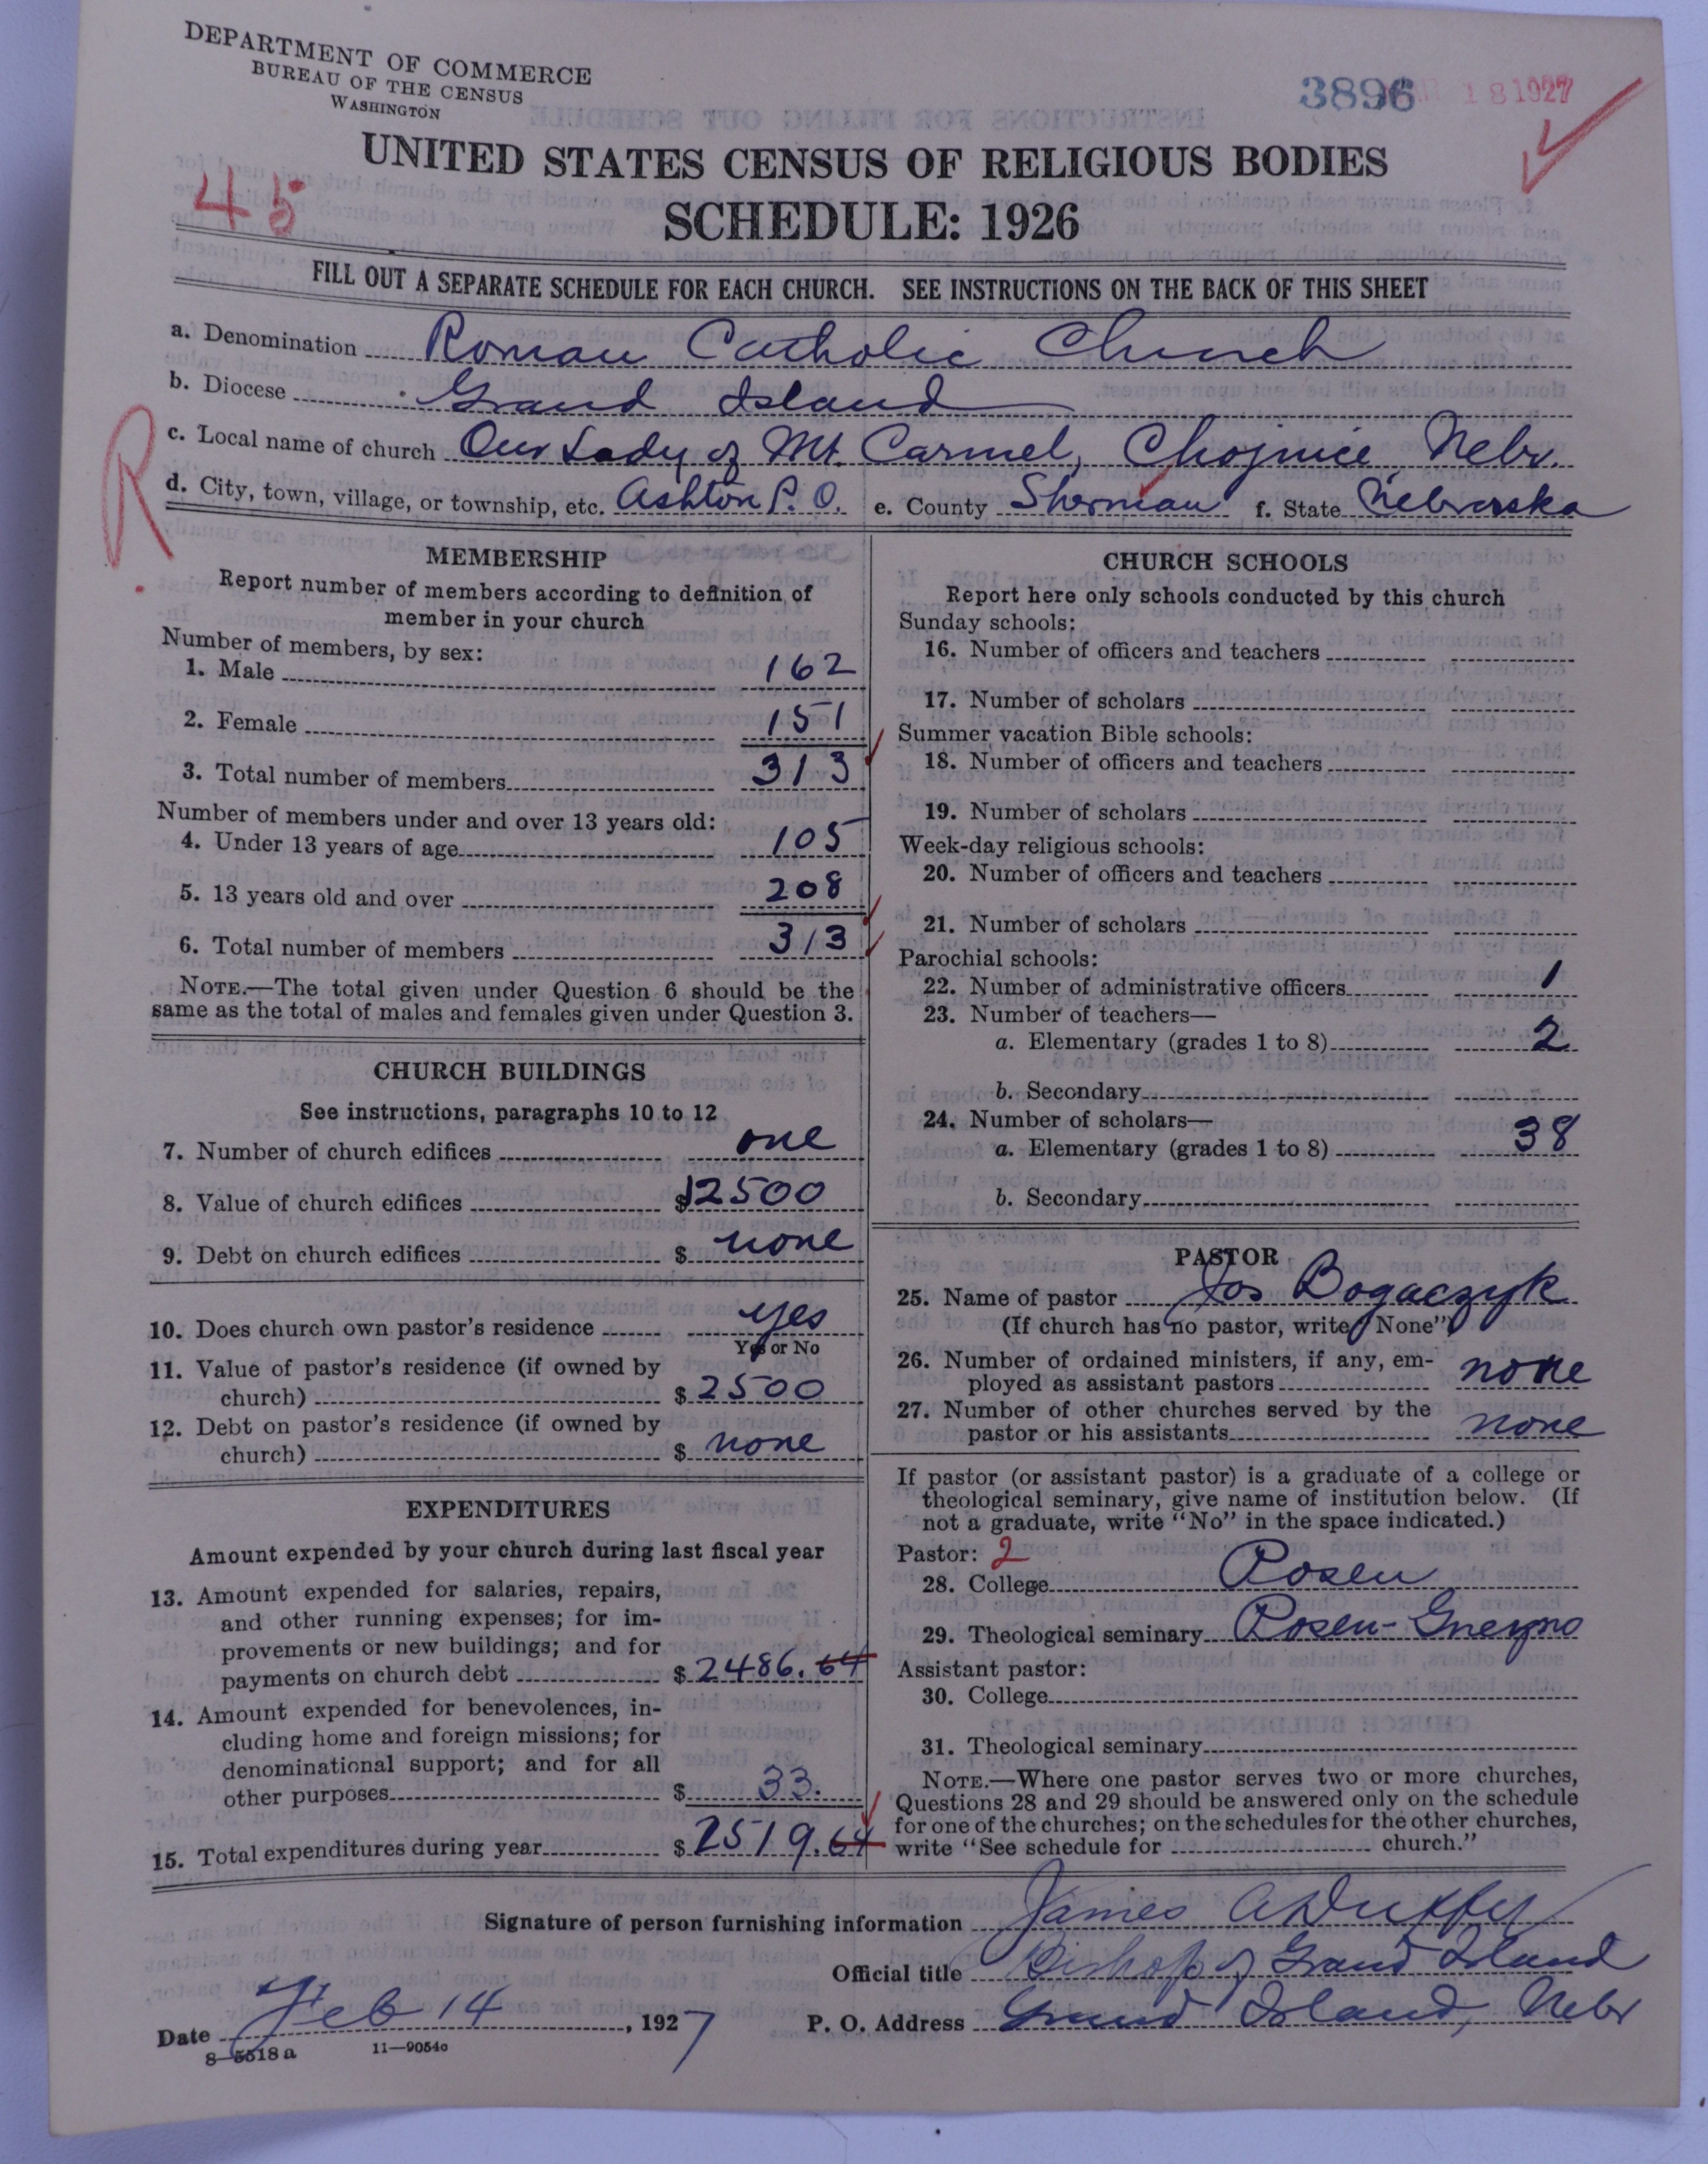 DEPARTMENT OF COMMERCE
BUREAU OF THE CENSUS
WASHINGTON
3896
18 1927
UNITED STATES CENSUS OF RELIGIOUS BODIES
45
SCHEDULE: 1926
FILL OUT A SEPARATE SCHEDULE FOR EACH CHURCH. SEE INSTRUCTIONS ON THE BACK OF THIS SHEET
a. Denomination Roman Catholic Church
b. Diocese Grand Island
R
c. Local name of church Our Lady of Mt. Carmel, Chojnice, Nebr.
d. City, town, village, or township, etc. Ashton P. O. e. County Sherman f. State Nebraska
MEMBERSHIP
Report number of members according to definition of
member in your church
Number of members, by sex:
1. Male 162
2. Female 151
3. Total number of members 313
Number of members under and over 13 years old:
4. Under 13 years of age 105
5. 13 years old and over 208
6. Total number of members 313
NOTE.—The total given under Question 6 should be the
same as the total of males and females given under Question 3.
CHURCH BUILDINGS
See instructions, paragraphs 10 to 12
7. Number of church edifices one
8. Value of church edifices $12500
9. Debt on church edifices $ none
10. Does church own pastor's residence yes
Yes or No
11. Value of pastor's residence (if owned by
church) $2500
12. Debt on pastor's residence (if owned by
church) $ none
EXPENDITURES
Amount expended by your church during last fiscal year
13. Amount expended for salaries, repairs,
and other running expenses; for im-
provements or new buildings; and for
payments on church debt $2486.64
14. Amount expended for benevolences, in-
cluding home and foreign missions; for
denominational support; and for all
other purposes $ 33.
15. Total expenditures during year $2519.64
CHURCH SCHOOLS
Report here only schools conducted by this church
Sunday schools:
16. Number of officers and teachers
17. Number of scholars
Summer vacation Bible schools:
18. Number of officers and teachers
19. Number of scholars
Week-day religious schools:
20. Number of officers and teachers
21. Number of scholars
Parochial schools:
22. Number of administrative officers 1
23. Number of teachers—
a. Elementary (grades 1 to 8) 2
b. Secondary
24. Number of scholars—
a. Elementary (grades 1 to 8) 38
b. Secondary
PASTOR
25. Name of pastor Jos Bogaczyk
(If church has no pastor, write "None")
26. Number of ordained ministers, if any, em-
ployed as assistant pastors none
27. Number of other churches served by the
pastor or his assistants none
If pastor (or assistant pastor) is a graduate of a college or
theological seminary, give name of institution below. (If
not a graduate, write "No" in the space indicated.)
Pastor: 2
28. College Posen
29. Theological seminary Posen-Gnezno
Assistant pastor:
30. College
31. Theological seminary
NOTE.—Where one pastor serves two or more churches,
Questions 28 and 29 should be answered only on the schedule
for one of the churches; on the schedules for the other churches,
write "See schedule for church."
Signature of person furnishing information James A Duffy
Official title Bishop of Grand Island
Date Feb 14, 1927 P. O. Address Grand Island, Nebr
8-5518 a 11—9054c